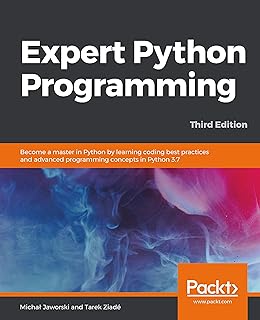 Expert Python
Programming
Third Edition
Become a master in Python by learning coding best practices
and advanced programming concepts in Python 3.7
Michał Jaworski and Tarek Ziadé
Packt>
www.packt.com